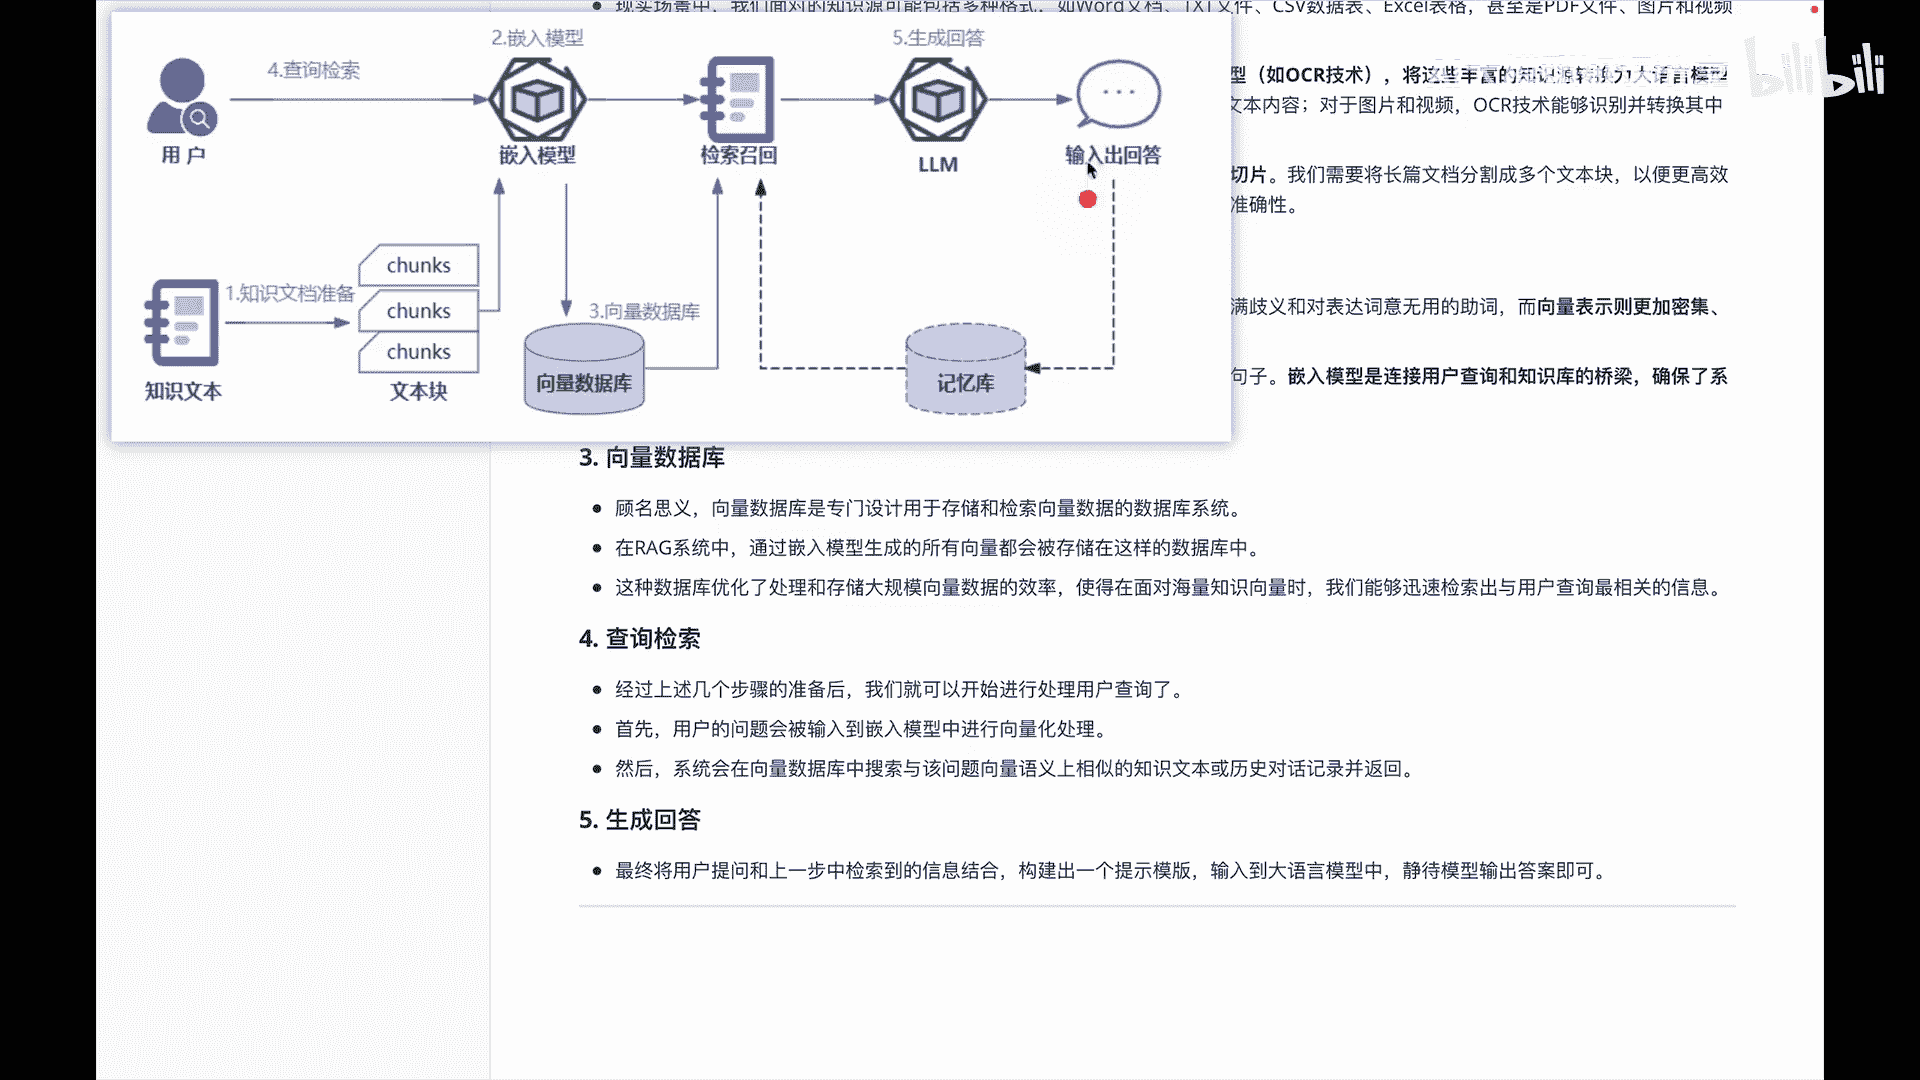 现实场景中，我们面对的知识源可能包括多种格式，如Word文档、TXT文件、CSV数据表、Excel表格，甚至是PDF文件、图片和视频
bilibili
2.嵌入模型
5.生成回答
4.查询检索
用户
嵌入模型
检索召回
LLM
输入出回答
chunks
chunks
chunks
1.知识文档准备
3.向量数据库
知识文本
文本块
向量数据库
记忆库
型（如OCR技术），将这些丰富的知识源转换为大语言模型
文本内容；对于图片和视频，OCR技术能够识别并转换其中
切片。我们需要将长篇文档分割成多个文本块，以便更高效
准确性。
满歧义和对表达词意无用的助词，而向量表示则更加密集、
句子。嵌入模型是连接用户查询和知识库的桥梁，确保了系
3. 向量数据库
顾名思义，向量数据库是专门设计用于存储和检索向量数据的数据库系统。
在RAG系统中，通过嵌入模型生成的所有向量都会被存储在这样的数据库中。
这种数据库优化了处理和存储大规模向量数据的效率，使得在面对海量知识向量时，我们能够迅速检索出与用户查询最相关的信息。
4. 查询检索
经过上述几个步骤的准备后，我们就可以开始进行处理用户查询了。
首先，用户的问题会被输入到嵌入模型中进行向量化处理。
然后，系统会在向量数据库中搜索与该问题向量语义上相似的知识文本或历史对话记录并返回。
5. 生成回答
最终将用户提问和上一步中检索到的信息结合，构建出一个提示模版，输入到大语言模型中，静待模型输出答案即可。